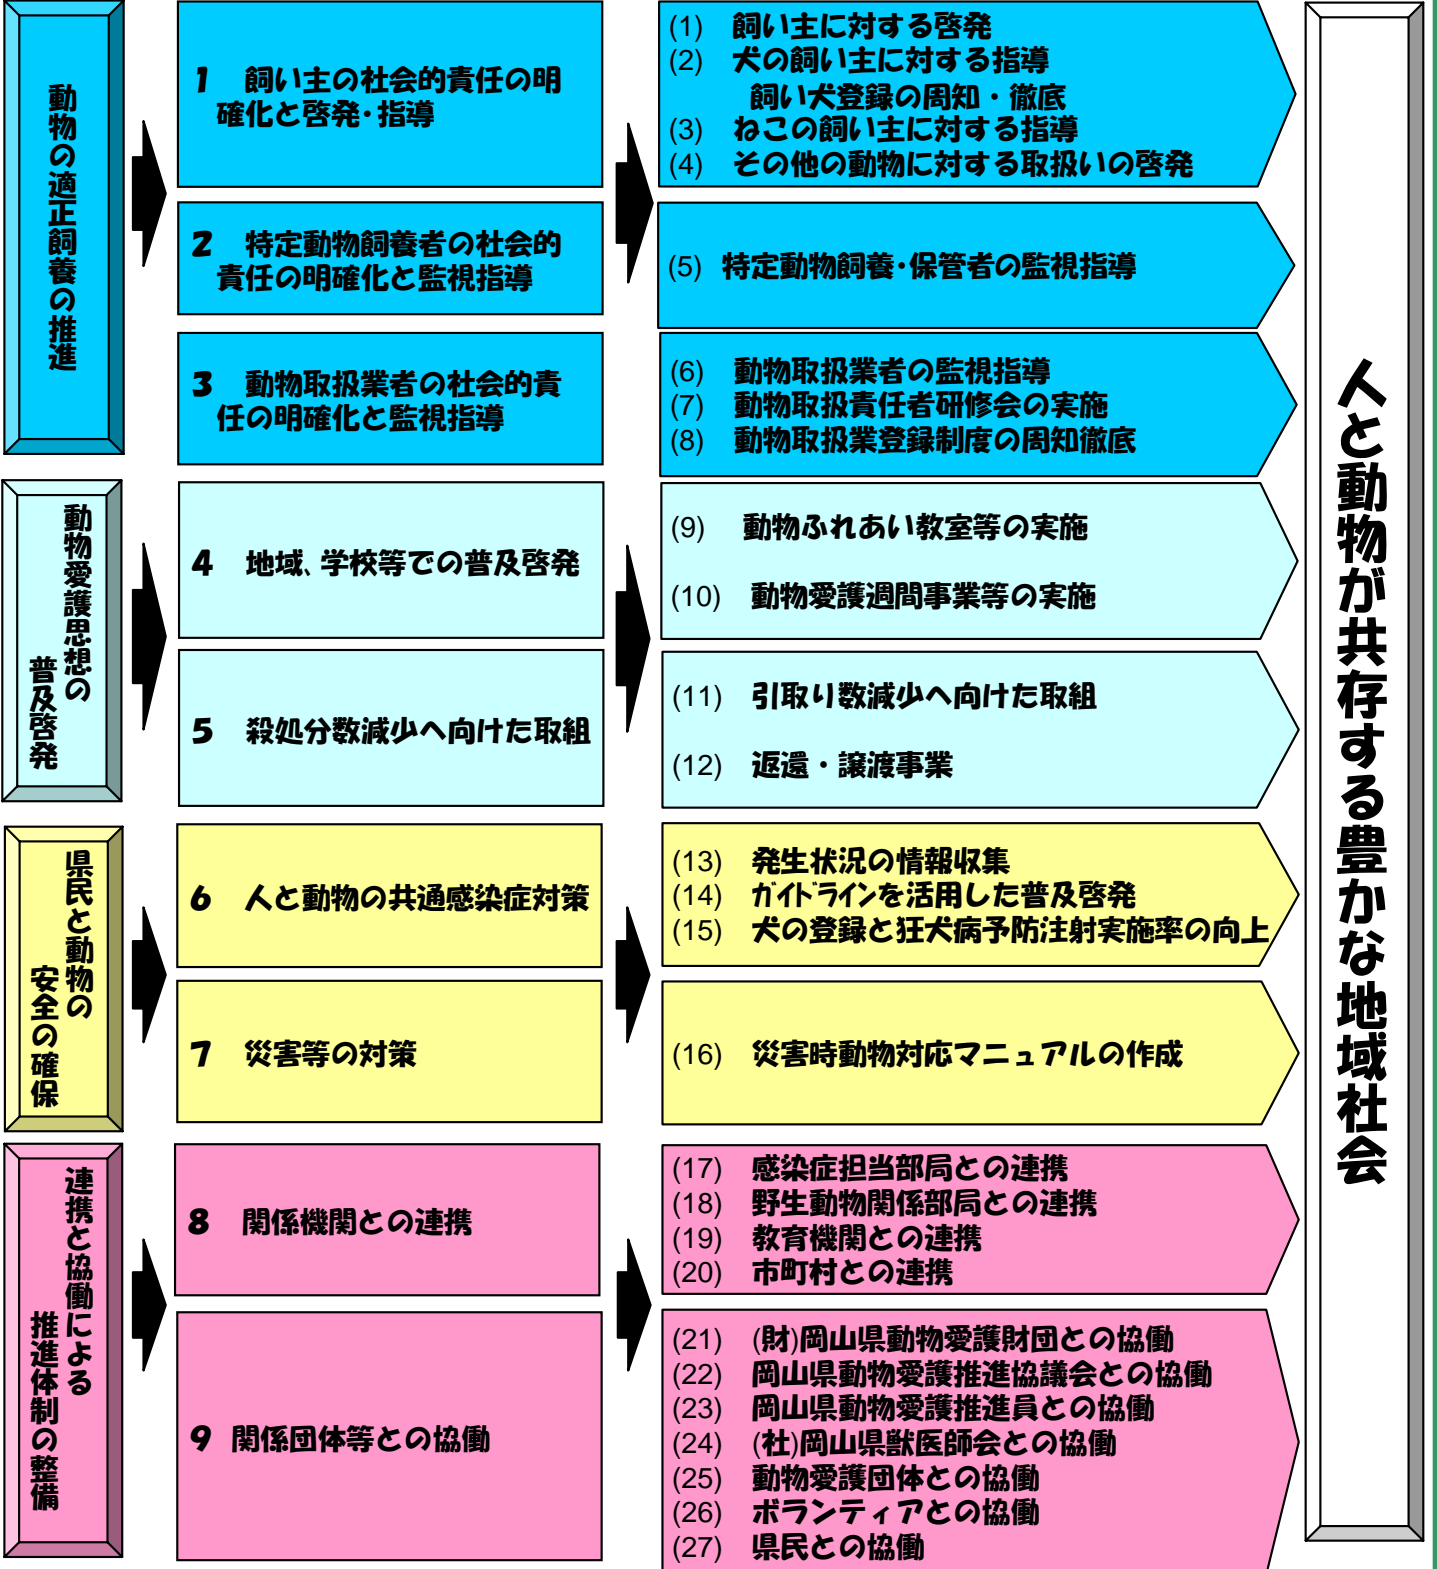 動物の適正飼養の推進
1 飼い主の社会的責任の明
確化と啓発・指導
(1) 飼い主に対する啓発
(2) 犬の飼い主に対する指導
飼い犬登録の周知・徹底
(3) ねこの飼い主に対する指導
(4) その他の動物に対する取扱いの啓発
2 特定動物飼養者の社会的
責任の明確化と監視指導
(5) 特定動物飼養・保管者の監視指導
3 動物取扱業者の社会的責
任の明確化と監視指導
(6) 動物取扱業者の監視指導
(7) 動物取扱責任者研修会の実施
(8) 動物取扱業登録制度の周知徹底
動物愛護思想の
普及啓発
4 地域、学校等での普及啓発
(9) 動物ふれあい教室等の実施
(10) 動物愛護週間事業等の実施
5 殺処分数減少へ向けた取組
(11) 引取り数減少へ向けた取組
(12) 返還・譲渡事業
県民と動物の
安全の確保
6 人と動物の共通感染症対策
(13) 発生状況の情報収集
(14) ガイドラインを活用した普及啓発
(15) 犬の登録と狂犬病予防注射実施率の向上
7 災害等の対策
(16) 災害時動物対応マニュアルの作成
連携と協働による
推進体制の整備
8 関係機関との連携
(17) 感染症担当部局との連携
(18) 野生動物関係部局との連携
(19) 教育機関との連携
(20) 市町村との連携
9 関係団体等との協働
(21) (財)岡山県動物愛護財団との協働
(22) 岡山県動物愛護推進協議会との協働
(23) 岡山県動物愛護推進員との協働
(24) (社)岡山県獣医師会との協働
(25) 動物愛護団体との協働
(26) ボランティアとの協働
(27) 県民との協働
人と動物が共存する豊かな地域社会